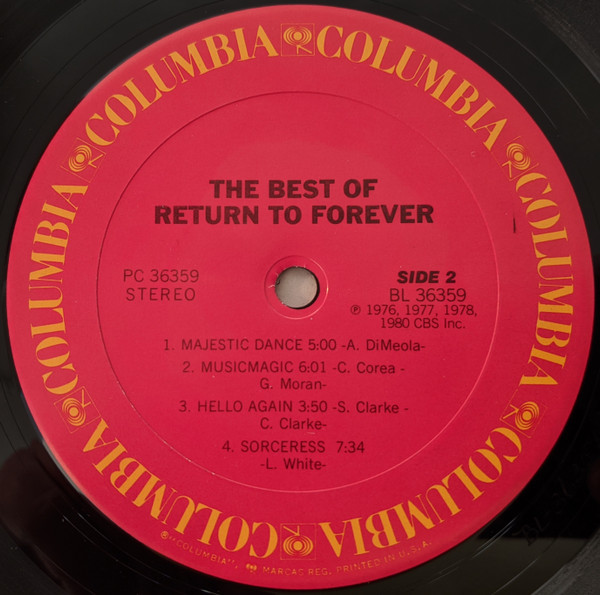 COLUMBIA COLUMBIA COLUMBIA COLUMBIA COLUMBIA COLUMBIA
THE BEST OF
RETURN TO FOREVER
PC 36359
STEREO
SIDE 2
BL 36359
℗ 1976, 1977, 1978,
1980 CBS Inc.
1. MAJESTIC DANCE 5:00 -A. DiMeola-
2. MUSICMAGIC 6:01 -C. Corea -
G. Moran-
3. HELLO AGAIN 3:50 -S. Clarke -
C. Clarke-
4. SORCERESS 7:34
-L. White-
® "COLUMBIA", MARCAS REG. PRINTED IN U.S.A.